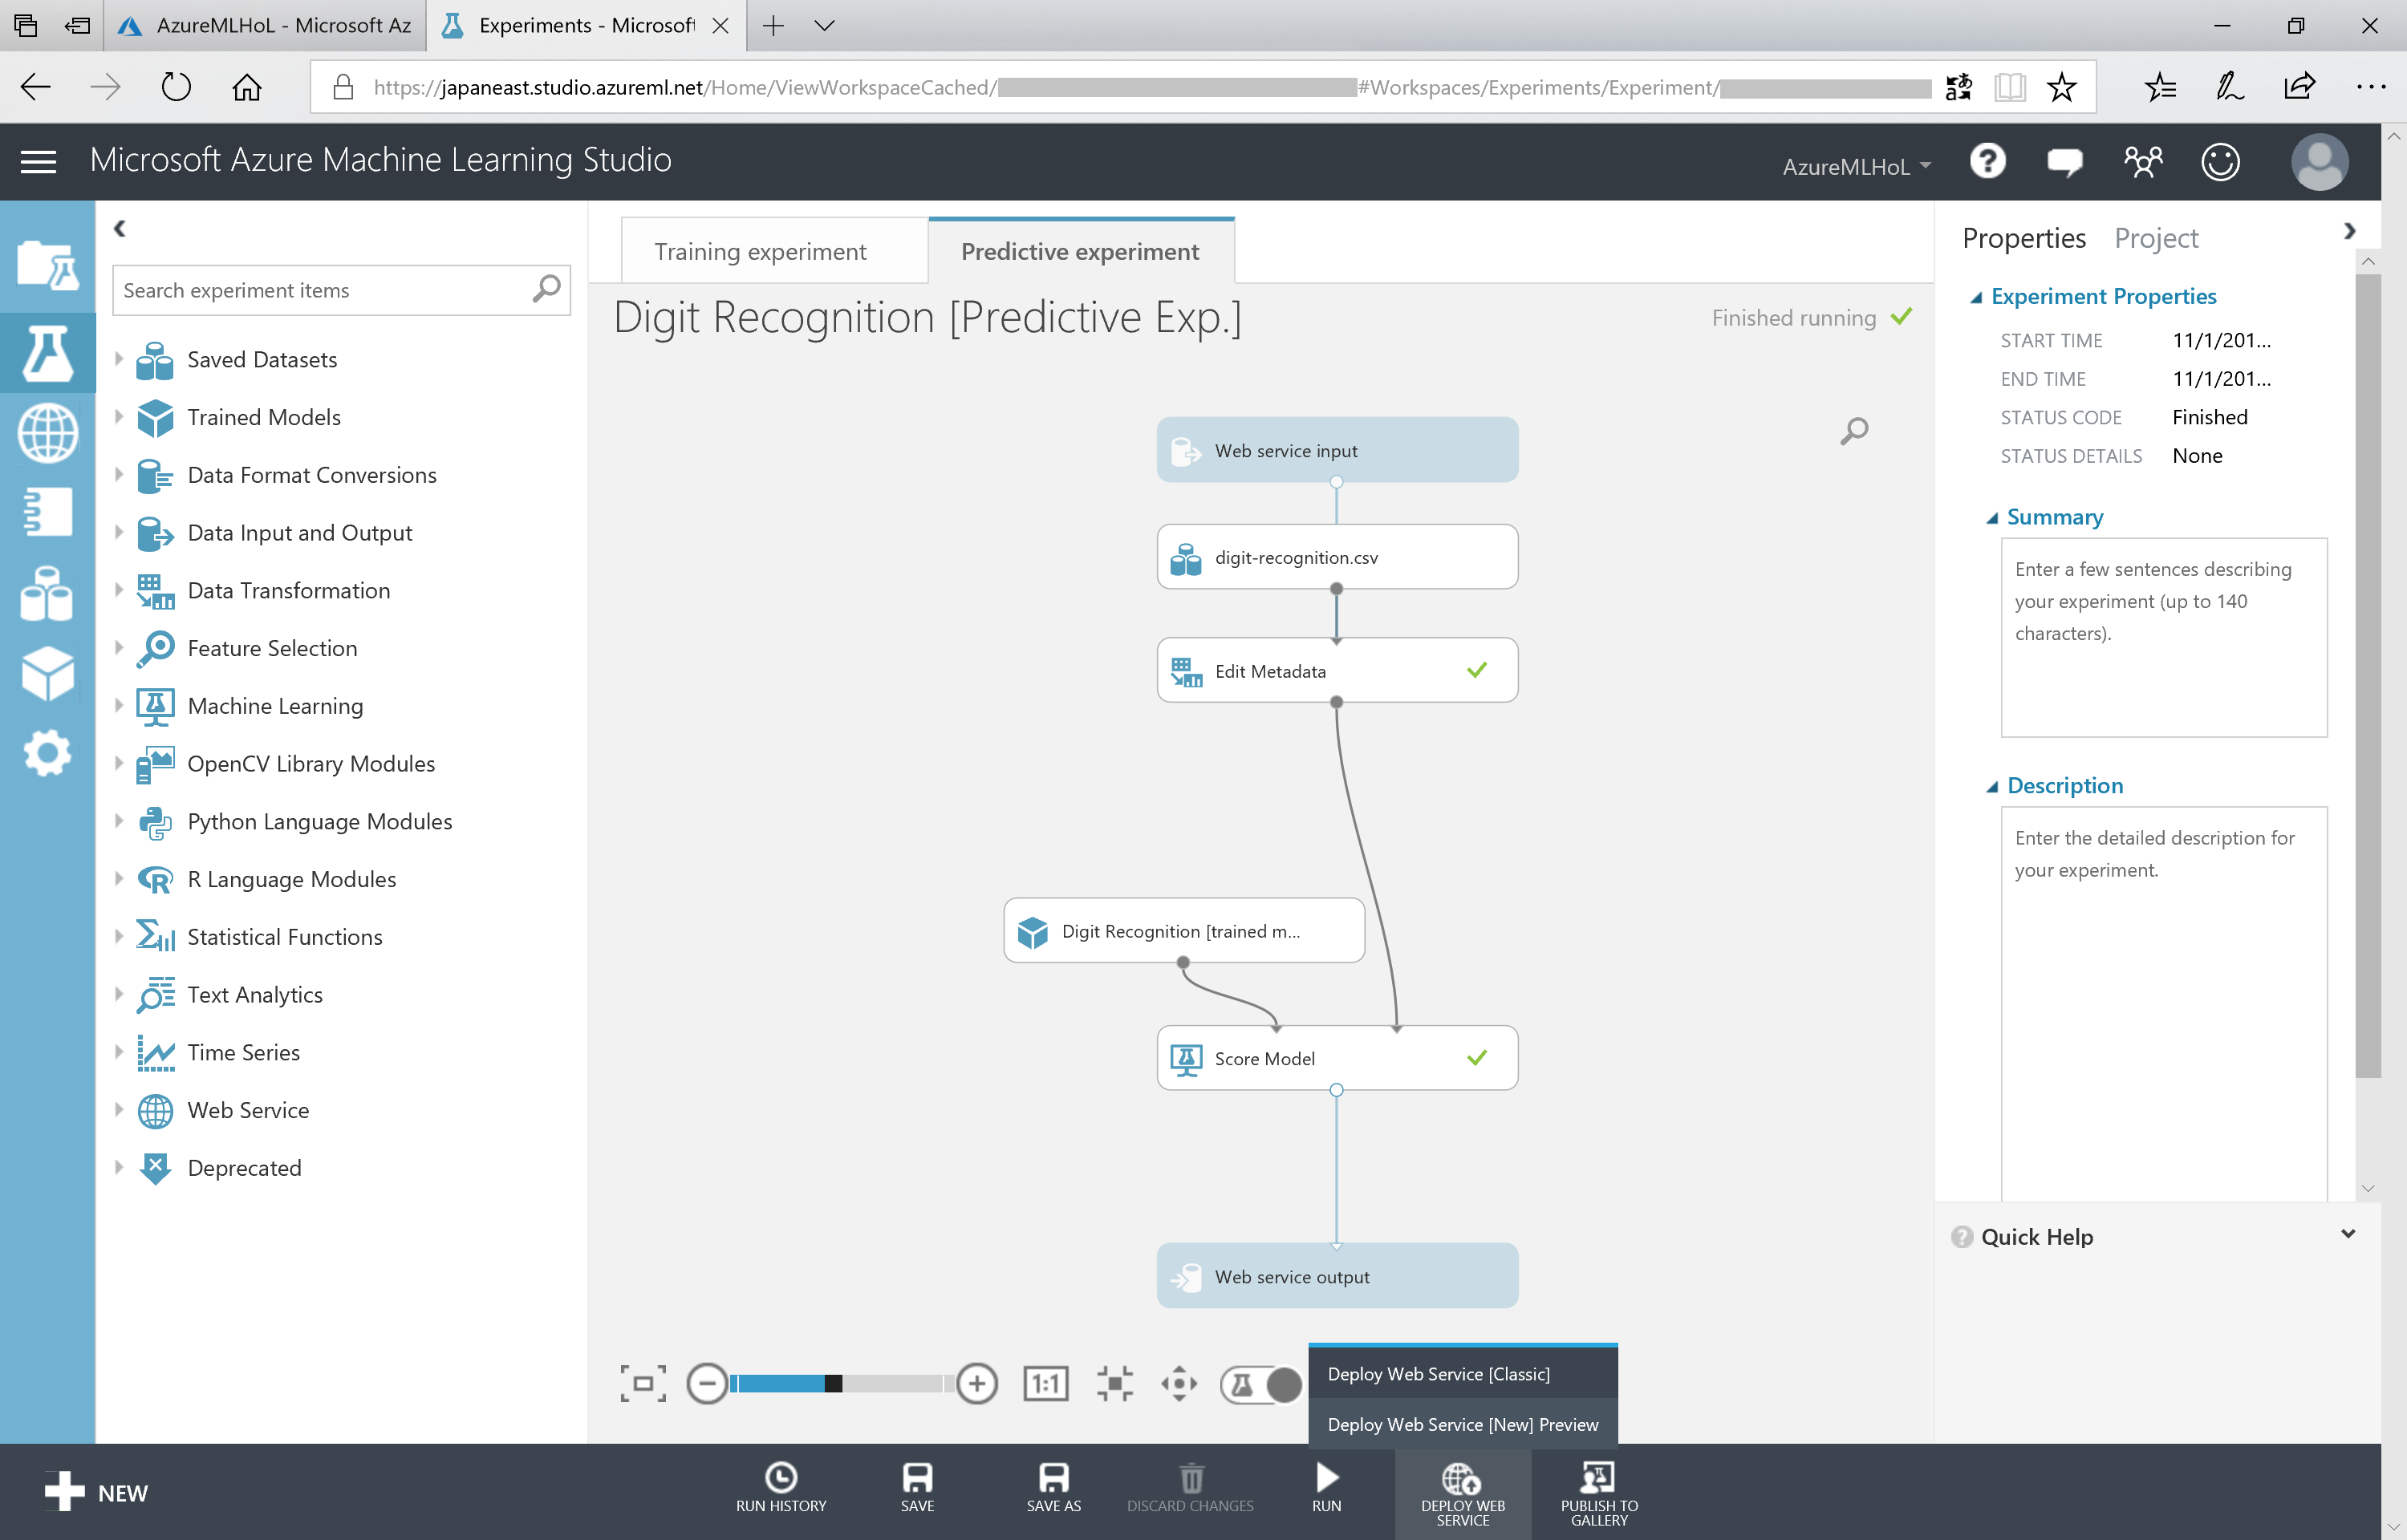 AzureMLHoL - Microsoft Az
Experiments - Microsoft
https://japaneast.studio.azureml.net/Home/ViewWorkspaceCached/
#Workspaces/Experiments/Experiment/
Microsoft Azure Machine Learning Studio
AzureMLHoL
Search experiment items
Saved Datasets
Trained Models
Data Format Conversions
Data Input and Output
Data Transformation
Feature Selection
Machine Learning
OpenCV Library Modules
Python Language Modules
R Language Modules
Statistical Functions
Text Analytics
Time Series
Web Service
Deprecated
Training experiment
Predictive experiment
Digit Recognition [Predictive Exp.]
Finished running
Web service input
digit-recognition.csv
Edit Metadata
Digit Recognition [trained m...
Score Model
Web service output
1:1
Deploy Web Service [Classic]
Deploy Web Service [New] Preview
Properties
Project
Experiment Properties
START TIME 11/1/201...
END TIME 11/1/201...
STATUS CODE Finished
STATUS DETAILS None
Summary
Enter a few sentences describing
your experiment (up to 140
characters).
Description
Enter the detailed description for
your experiment.
Quick Help
NEW
RUN HISTORY
SAVE
SAVE AS
DISCARD CHANGES
RUN
DEPLOY WEB
SERVICE
PUBLISH TO
GALLERY